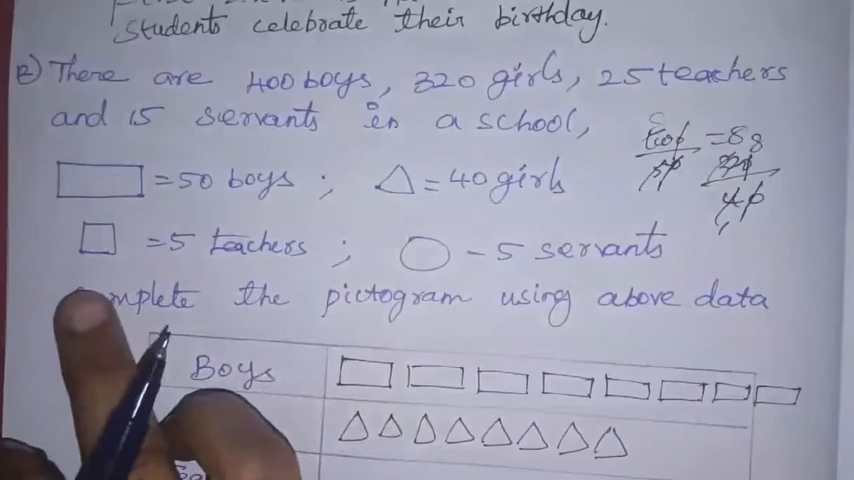 students celebrate their birthday.
2) There are 400 boys, 320 girls, 25 teachers
and 15 servants in a school,
= 50 boys ; △ = 40 girls
= 5 teachers ; ○ - 5 servants
the pictogram using above data
Boys